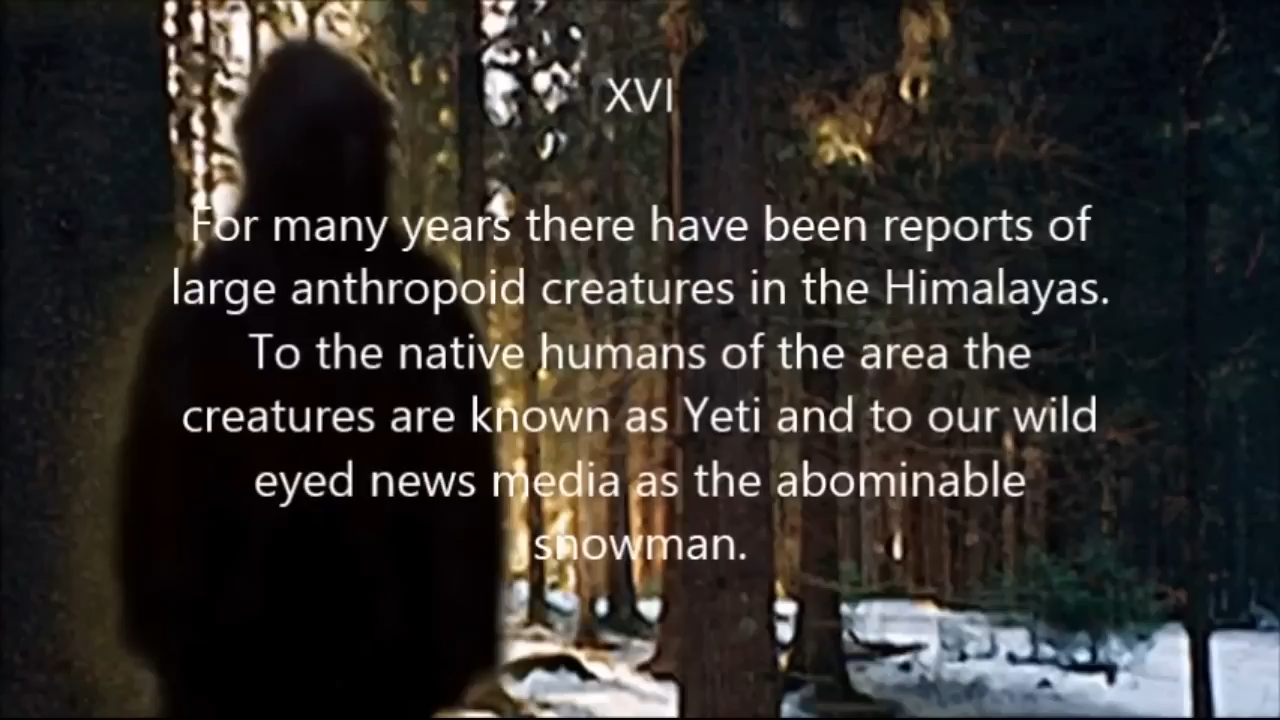 XVI
For many years there have been reports of
large anthropoid creatures in the Himalayas.
To the native humans of the area the
creatures are known as Yeti and to our wild
eyed news media as the abominable
snowman.